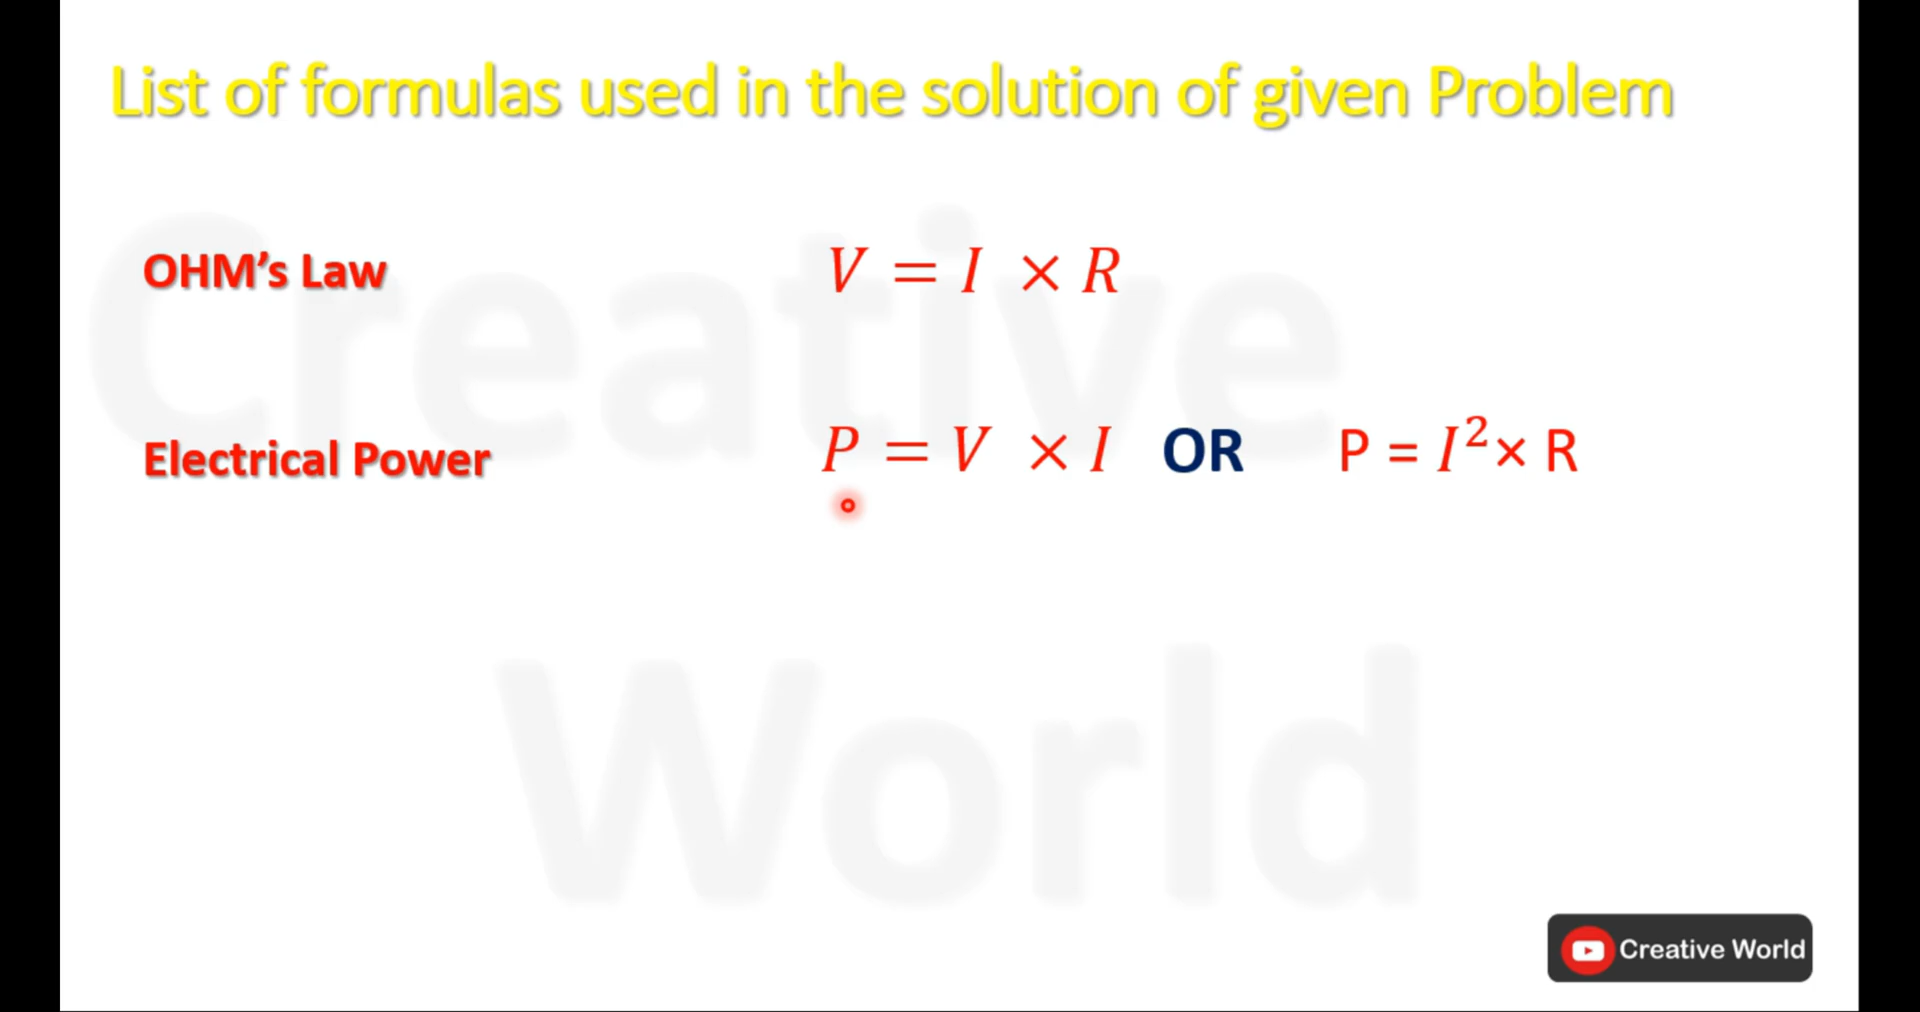 List of formulas used in the solution of given Problem
OHM's Law V = I × R
Electrical Power P = V × I OR P = I² × R
Creative
World
Creative World